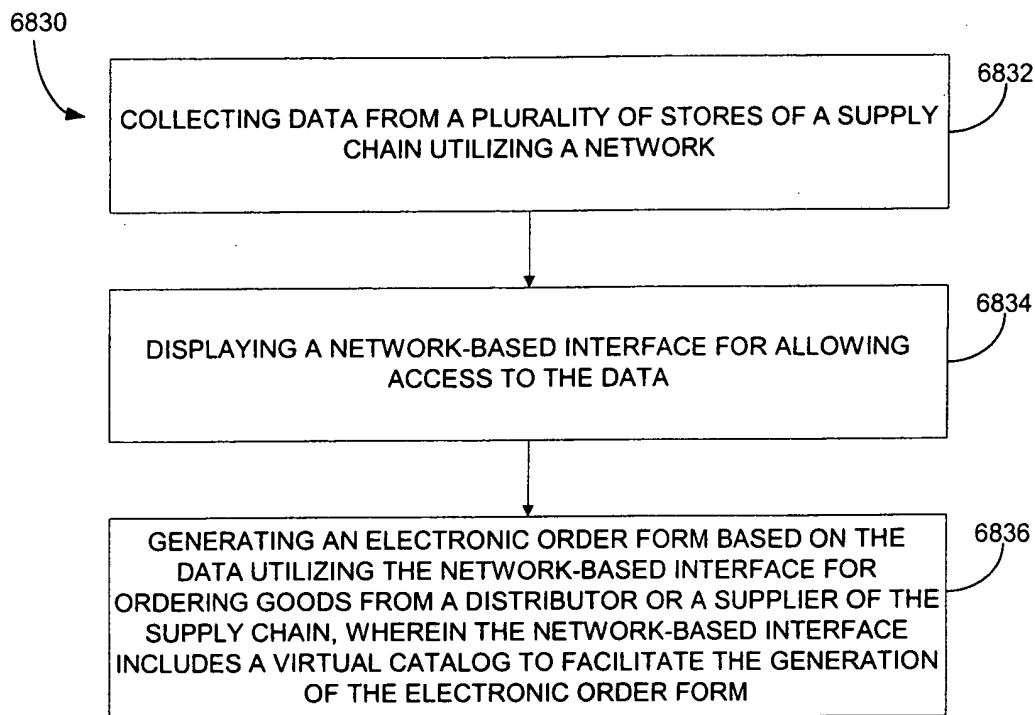 6830
6832
COLLECTING DATA FROM A PLURALITY OF STORES OF A SUPPLY
CHAIN UTILIZING A NETWORK
6834
DISPLAYING A NETWORK-BASED INTERFACE FOR ALLOWING
ACCESS TO THE DATA
6836
GENERATING AN ELECTRONIC ORDER FORM BASED ON THE
DATA UTILIZING THE NETWORK-BASED INTERFACE FOR
ORDERING GOODS FROM A DISTRIBUTOR OR A SUPPLIER OF THE
SUPPLY CHAIN, WHEREIN THE NETWORK-BASED INTERFACE
INCLUDES A VIRTUAL CATALOG TO FACILITATE THE GENERATION
OF THE ELECTRONIC ORDER FORM